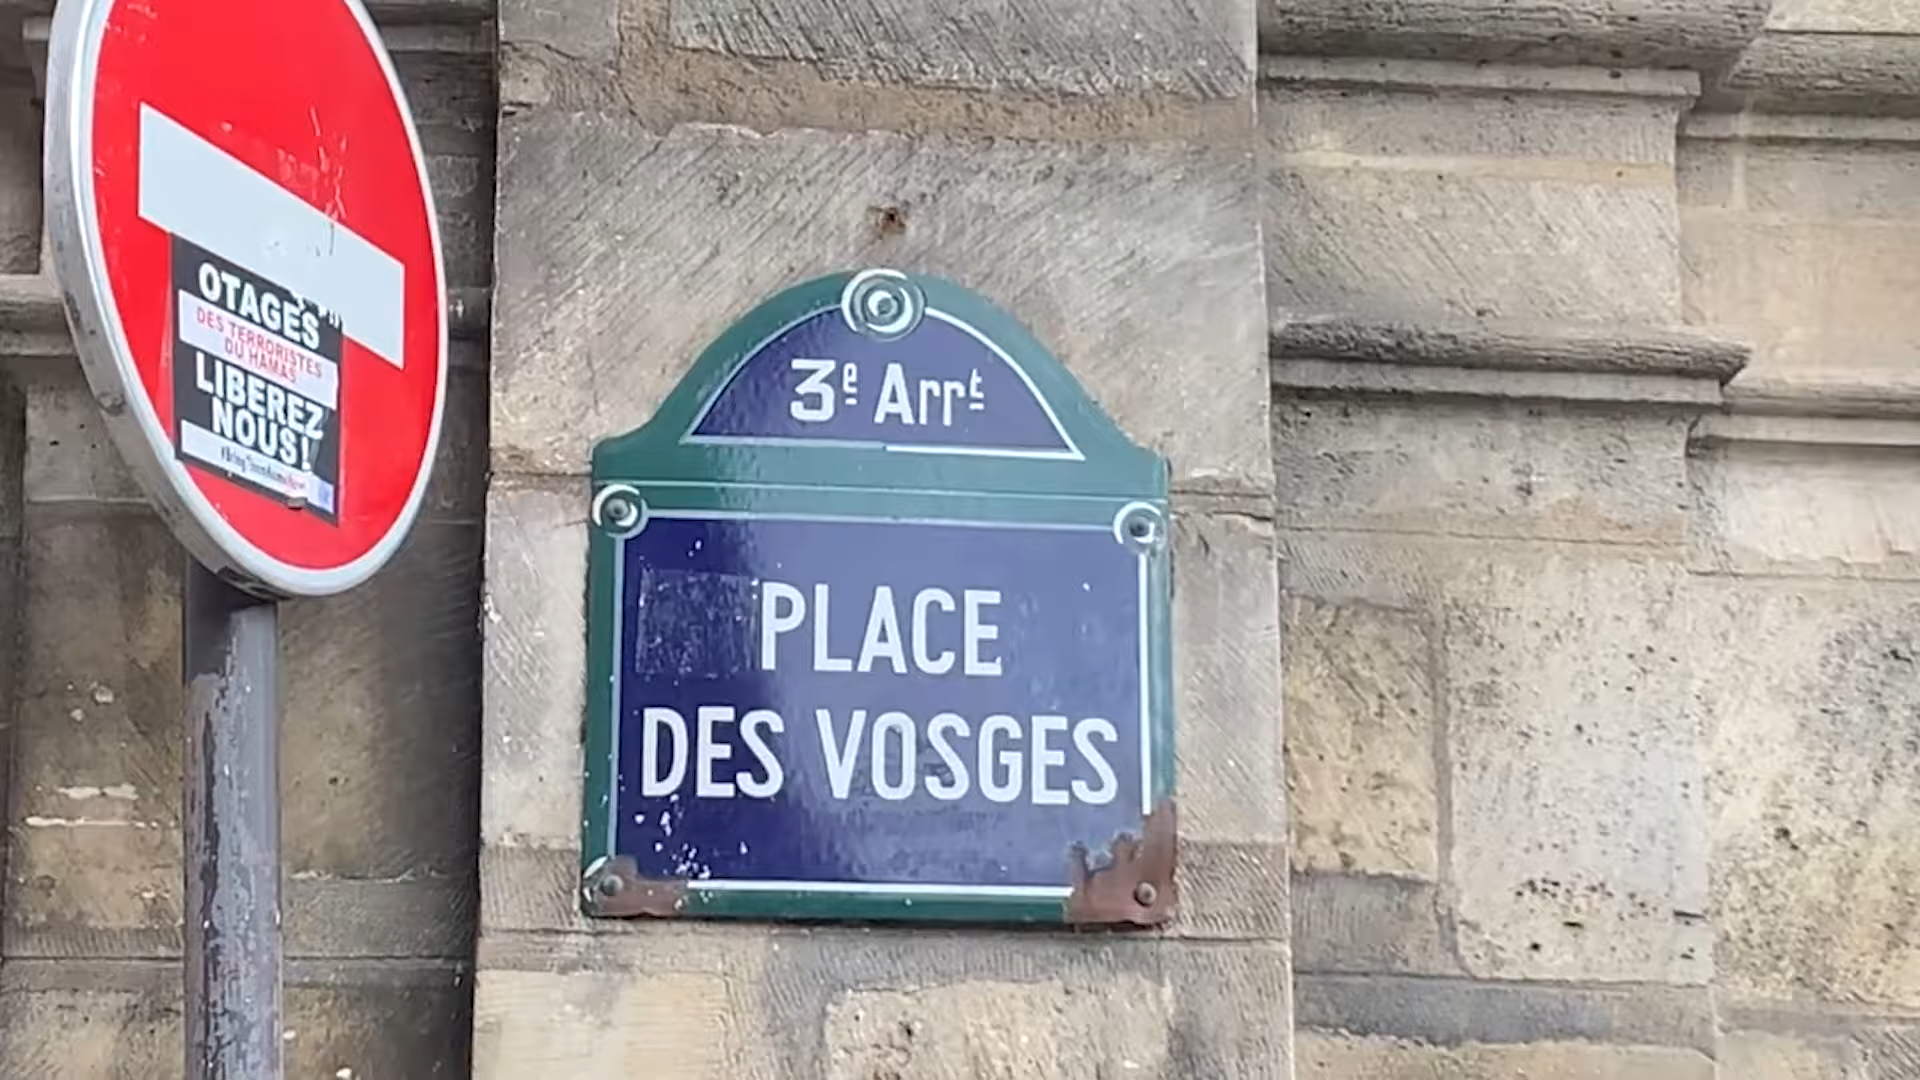 OTAGES
DES TERRORISTES
DU HAMAS
LIBEREZ
NOUS!
3e Arrt
PLACE
DES VOSGES